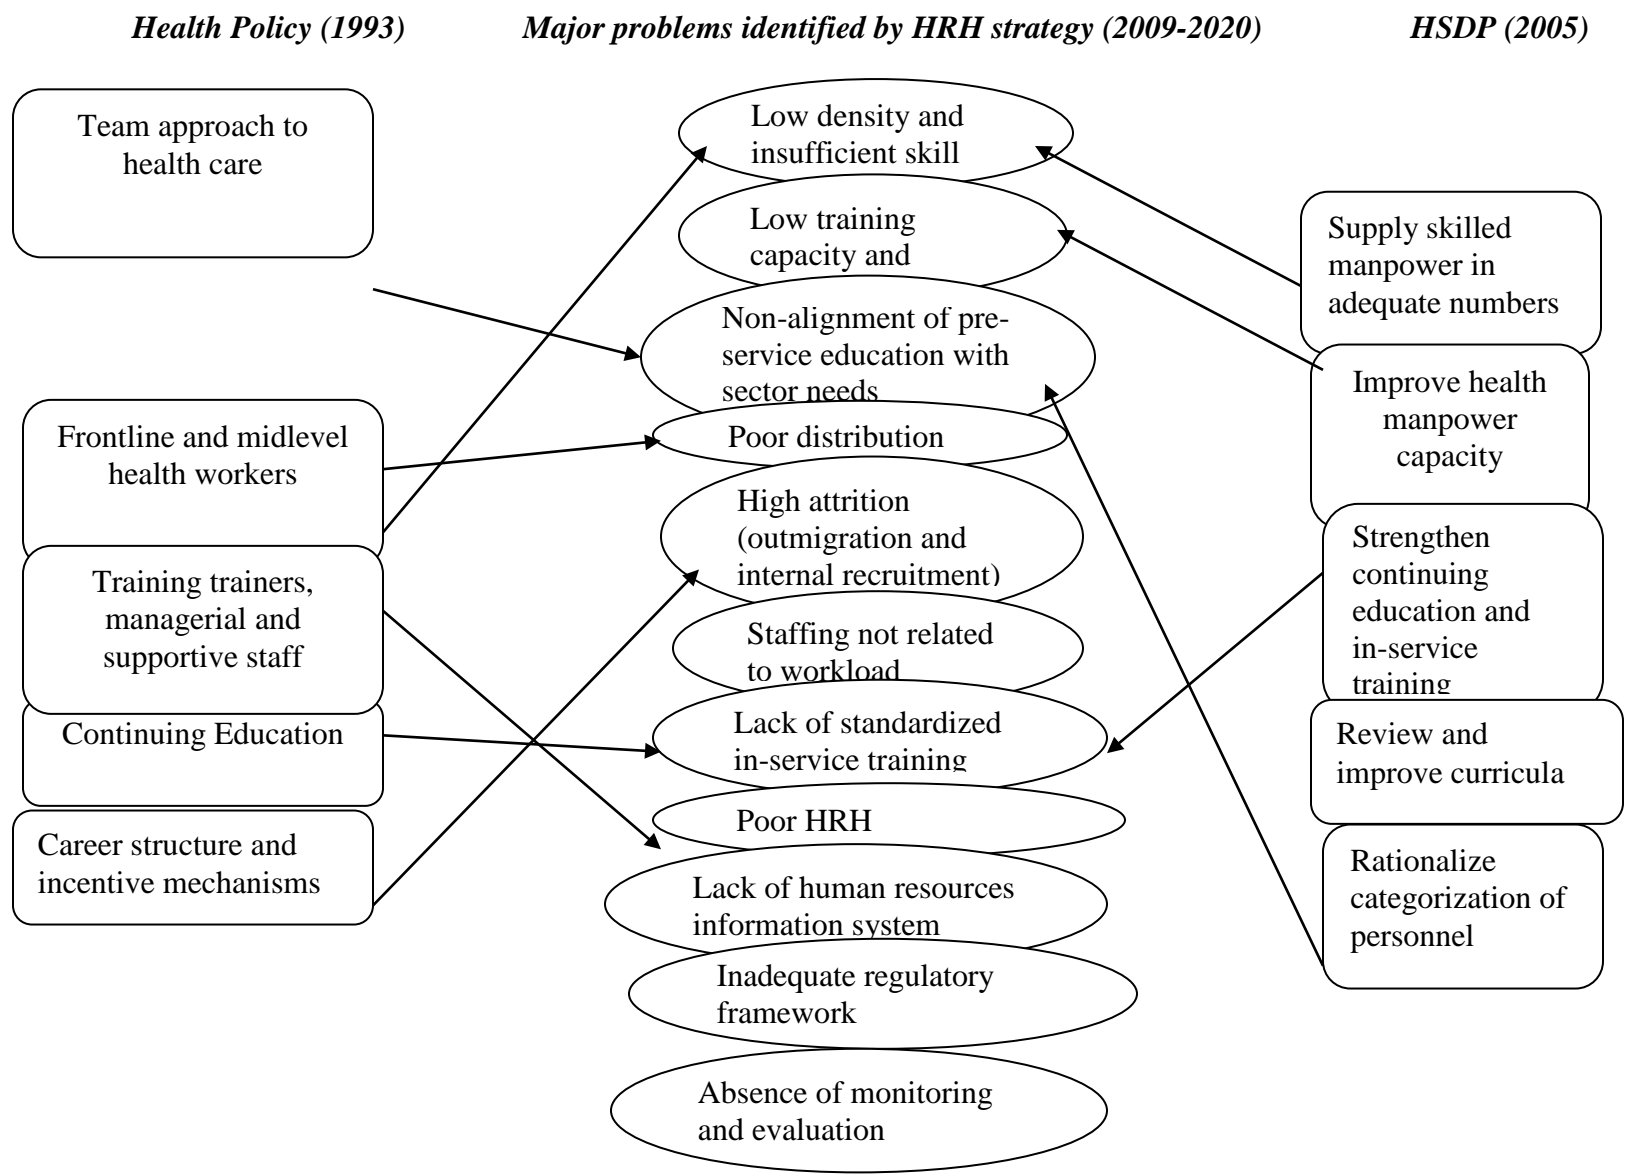 Health Policy (1993)
Major problems identified by HRH strategy (2009-2020)
HSDP (2005)
Team approach to
health care
Frontline and midlevel
health workers
Training trainers,
managerial and
supportive staff
Continuing Education
Career structure and
incentive mechanisms
Low density and
insufficient skill
Low training
capacity and
Non-alignment of pre-
service education with
sector needs
Poor distribution
High attrition
(outmigration and
internal recruitment)
Staffing not related
to workload
Lack of standardized
in-service training
Poor HRH
Lack of human resources
information system
Inadequate regulatory
framework
Absence of monitoring
and evaluation
Supply skilled
manpower in
adequate numbers
Improve health
manpower
capacity
Strengthen
continuing
education and
in-service
training
Review and
improve curricula
Rationalize
categorization of
personnel